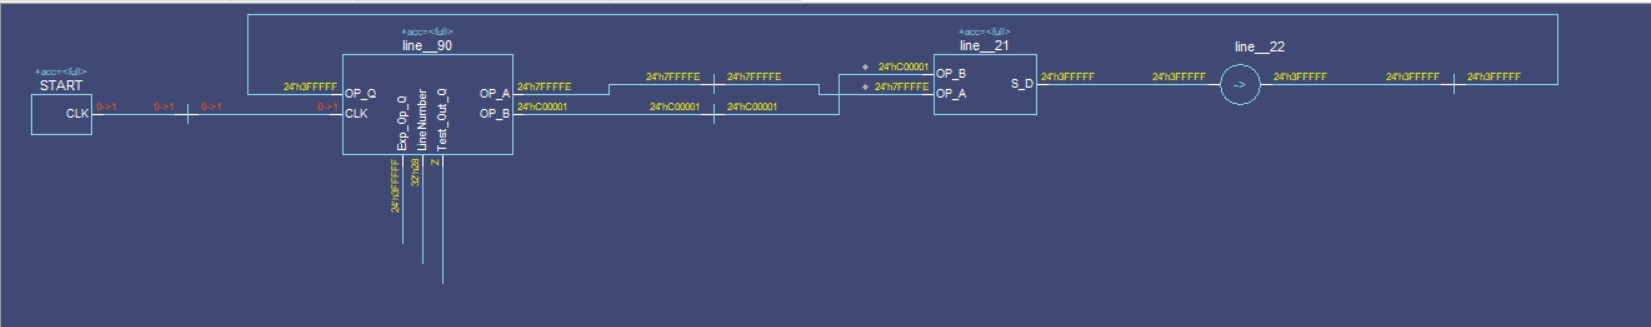 +acc=<full>
START
CLK
0->1
0->1
0->1
0->1
24'h3FFFFF
+acc=<full>
line__90
OP_Q
CLK
OP_A
OP_B
Exp_Op_Q
LineNumber
Test_Out_Q
24'h3FFFFF
32'h28
Z
24'h7FFFFE
24'hC00001
24'h7FFFFE
24'h7FFFFE
24'hC00001
24'hC00001
24'hC00001
24'h7FFFFE
+acc=<full>
line__21
OP_B
OP_A
S_D
24'h3FFFFF
24'h3FFFFF
line__22
->
24'h3FFFFF
24'h3FFFFF
24'h3FFFFF